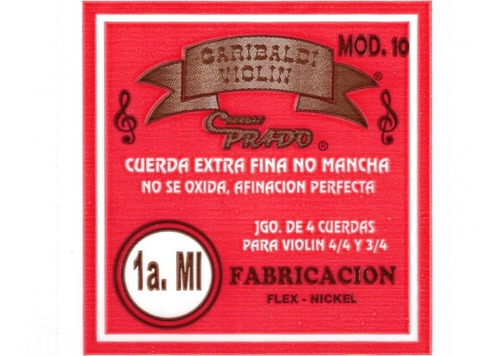 MOD. 10
GARIBALDI
VIOLIN
®
Cuerdas
PRADO ®
CUERDA EXTRA FINA NO MANCHA
NO SE OXIDA, AFINACION PERFECTA
JGO. DE 4 CUERDAS
PARA VIOLIN 4/4 Y 3/4
1a. MI
FABRICACION
FLEX - NICKEL